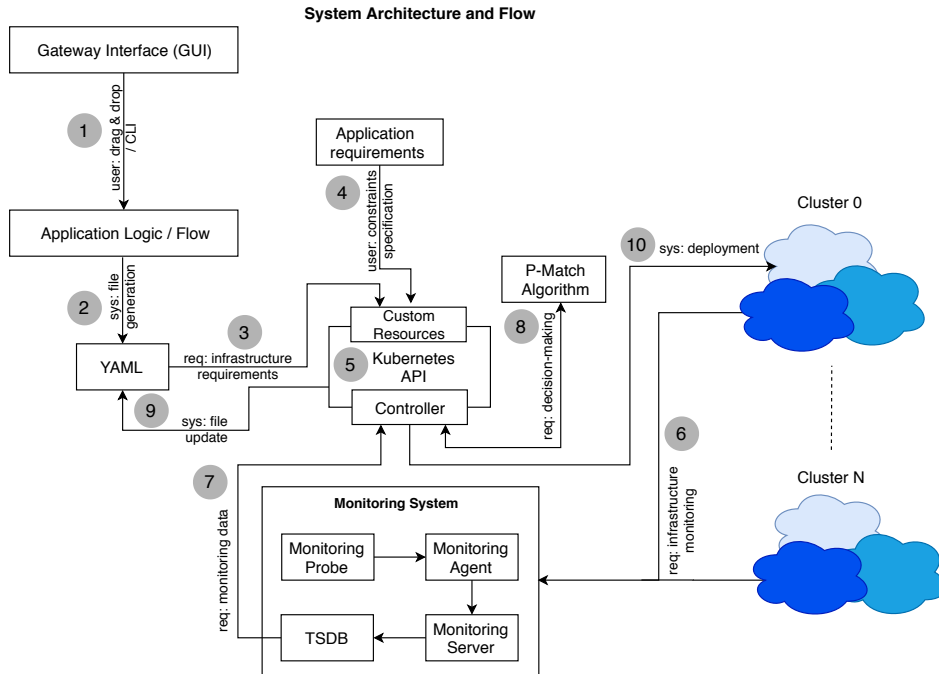 System Architecture and Flow
Gateway Interface (GUI)
1
user: drag & drop
/ CLI
Application
requirements
4
user: constraints
specification
Application Logic / Flow
2
sys: file
generation
Cluster 0
10
sys: deployment
P-Match
Algorithm
8
req: decision-making
3
req: infrastructure
requirements
YAML
Custom
Resources
5
Kubernetes
API
Controller
9
sys: file
update
6
req: infrastructure
monitoring
7
req: monitoring data
Cluster N
Monitoring System
Monitoring
Probe
Monitoring
Agent
TSDB
Monitoring
Server